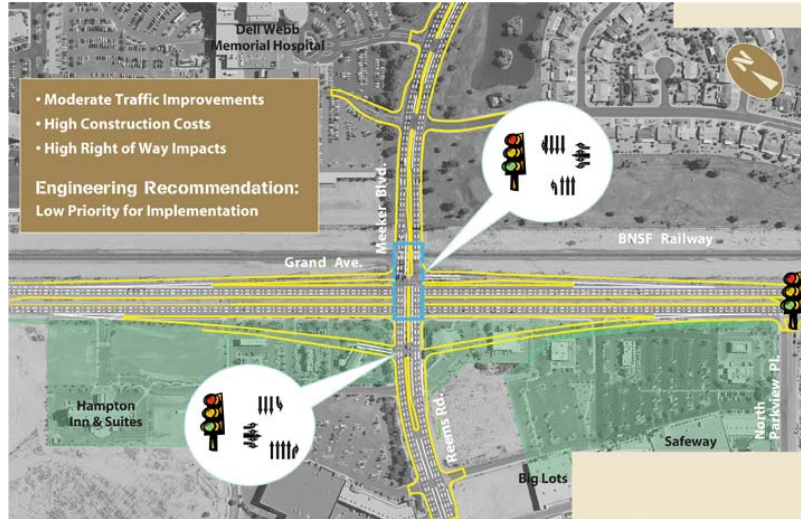 Dell Webb
Memorial Hospital
N
• Moderate Traffic Improvements
• High Construction Costs
• High Right of Way Impacts
Engineering Recommendation:
Low Priority for Implementation
Meeker Blvd.
BNSF Railway
Grand Ave.
Hampton
Inn & Suites
Reems Rd.
North
Parkview Pl.
Safeway
Big Lots